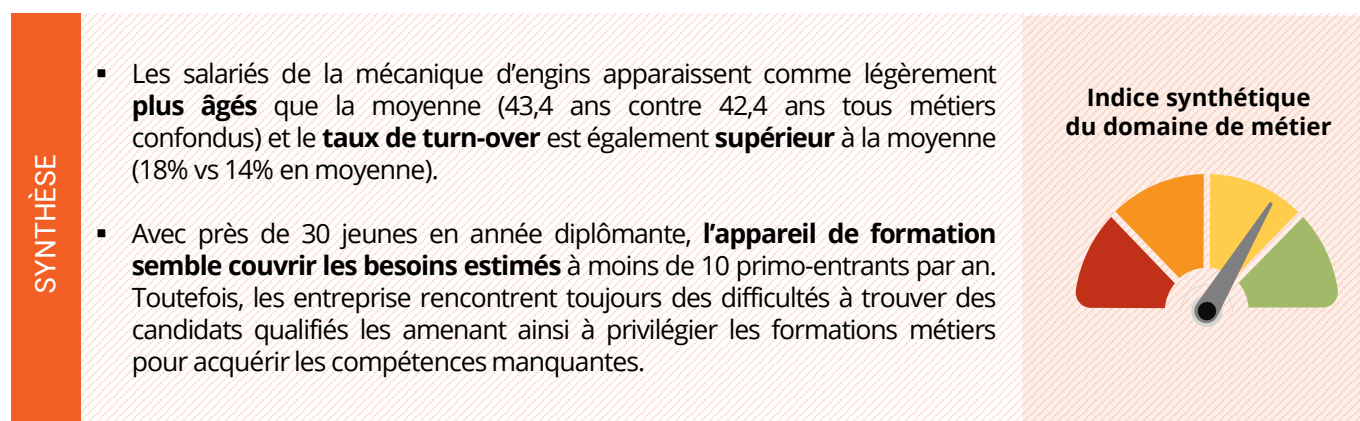 SYNTHÈSE
▪ Les salariés de la mécanique d’engins apparaissent comme légèrement
plus âgés que la moyenne (43,4 ans contre 42,4 ans tous métiers
confondus) et le taux de turn-over est également supérieur à la moyenne
(18% vs 14% en moyenne).
▪ Avec près de 30 jeunes en année diplômante, l’appareil de formation
semble couvrir les besoins estimés à moins de 10 primo-entrants par an.
Toutefois, les entreprise rencontrent toujours des difficultés à trouver des
candidats qualifiés les amenant ainsi à privilégier les formations métiers
pour acquérir les compétences manquantes.
Indice synthétique
du domaine de métier